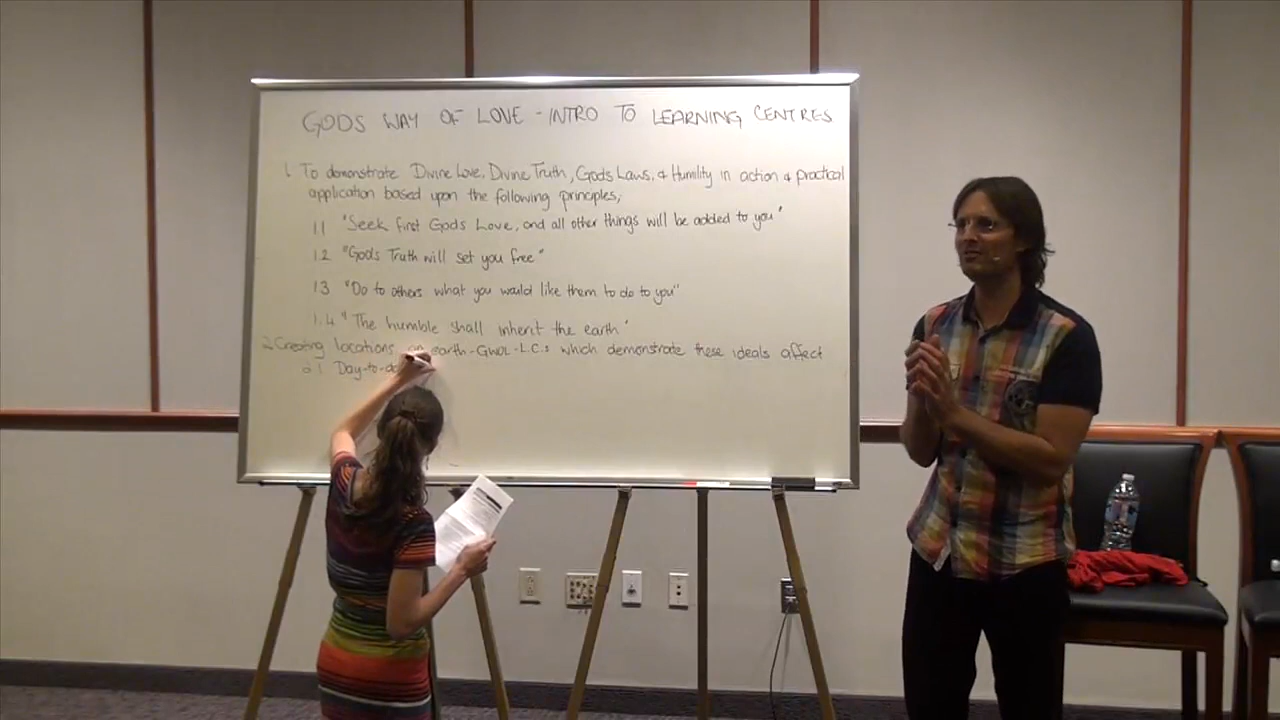 GODS WAY OF LOVE - INTRO TO LEARNING CENTRES
1. To demonstrate Divine Love, Divine Truth, Gods Laws, & Humility in action & practical
application based upon the following principles;
1.1 "Seek first Gods Love, and all other things will be added to you"
1.2 "Gods Truth will set you free"
1.3 "Do to others what you would like them to do to you"
1.4 "The humble shall inherit the earth"
2. Creating locations on earth - GWOL - L.C.s which demonstrate these ideals affect
Day-to-